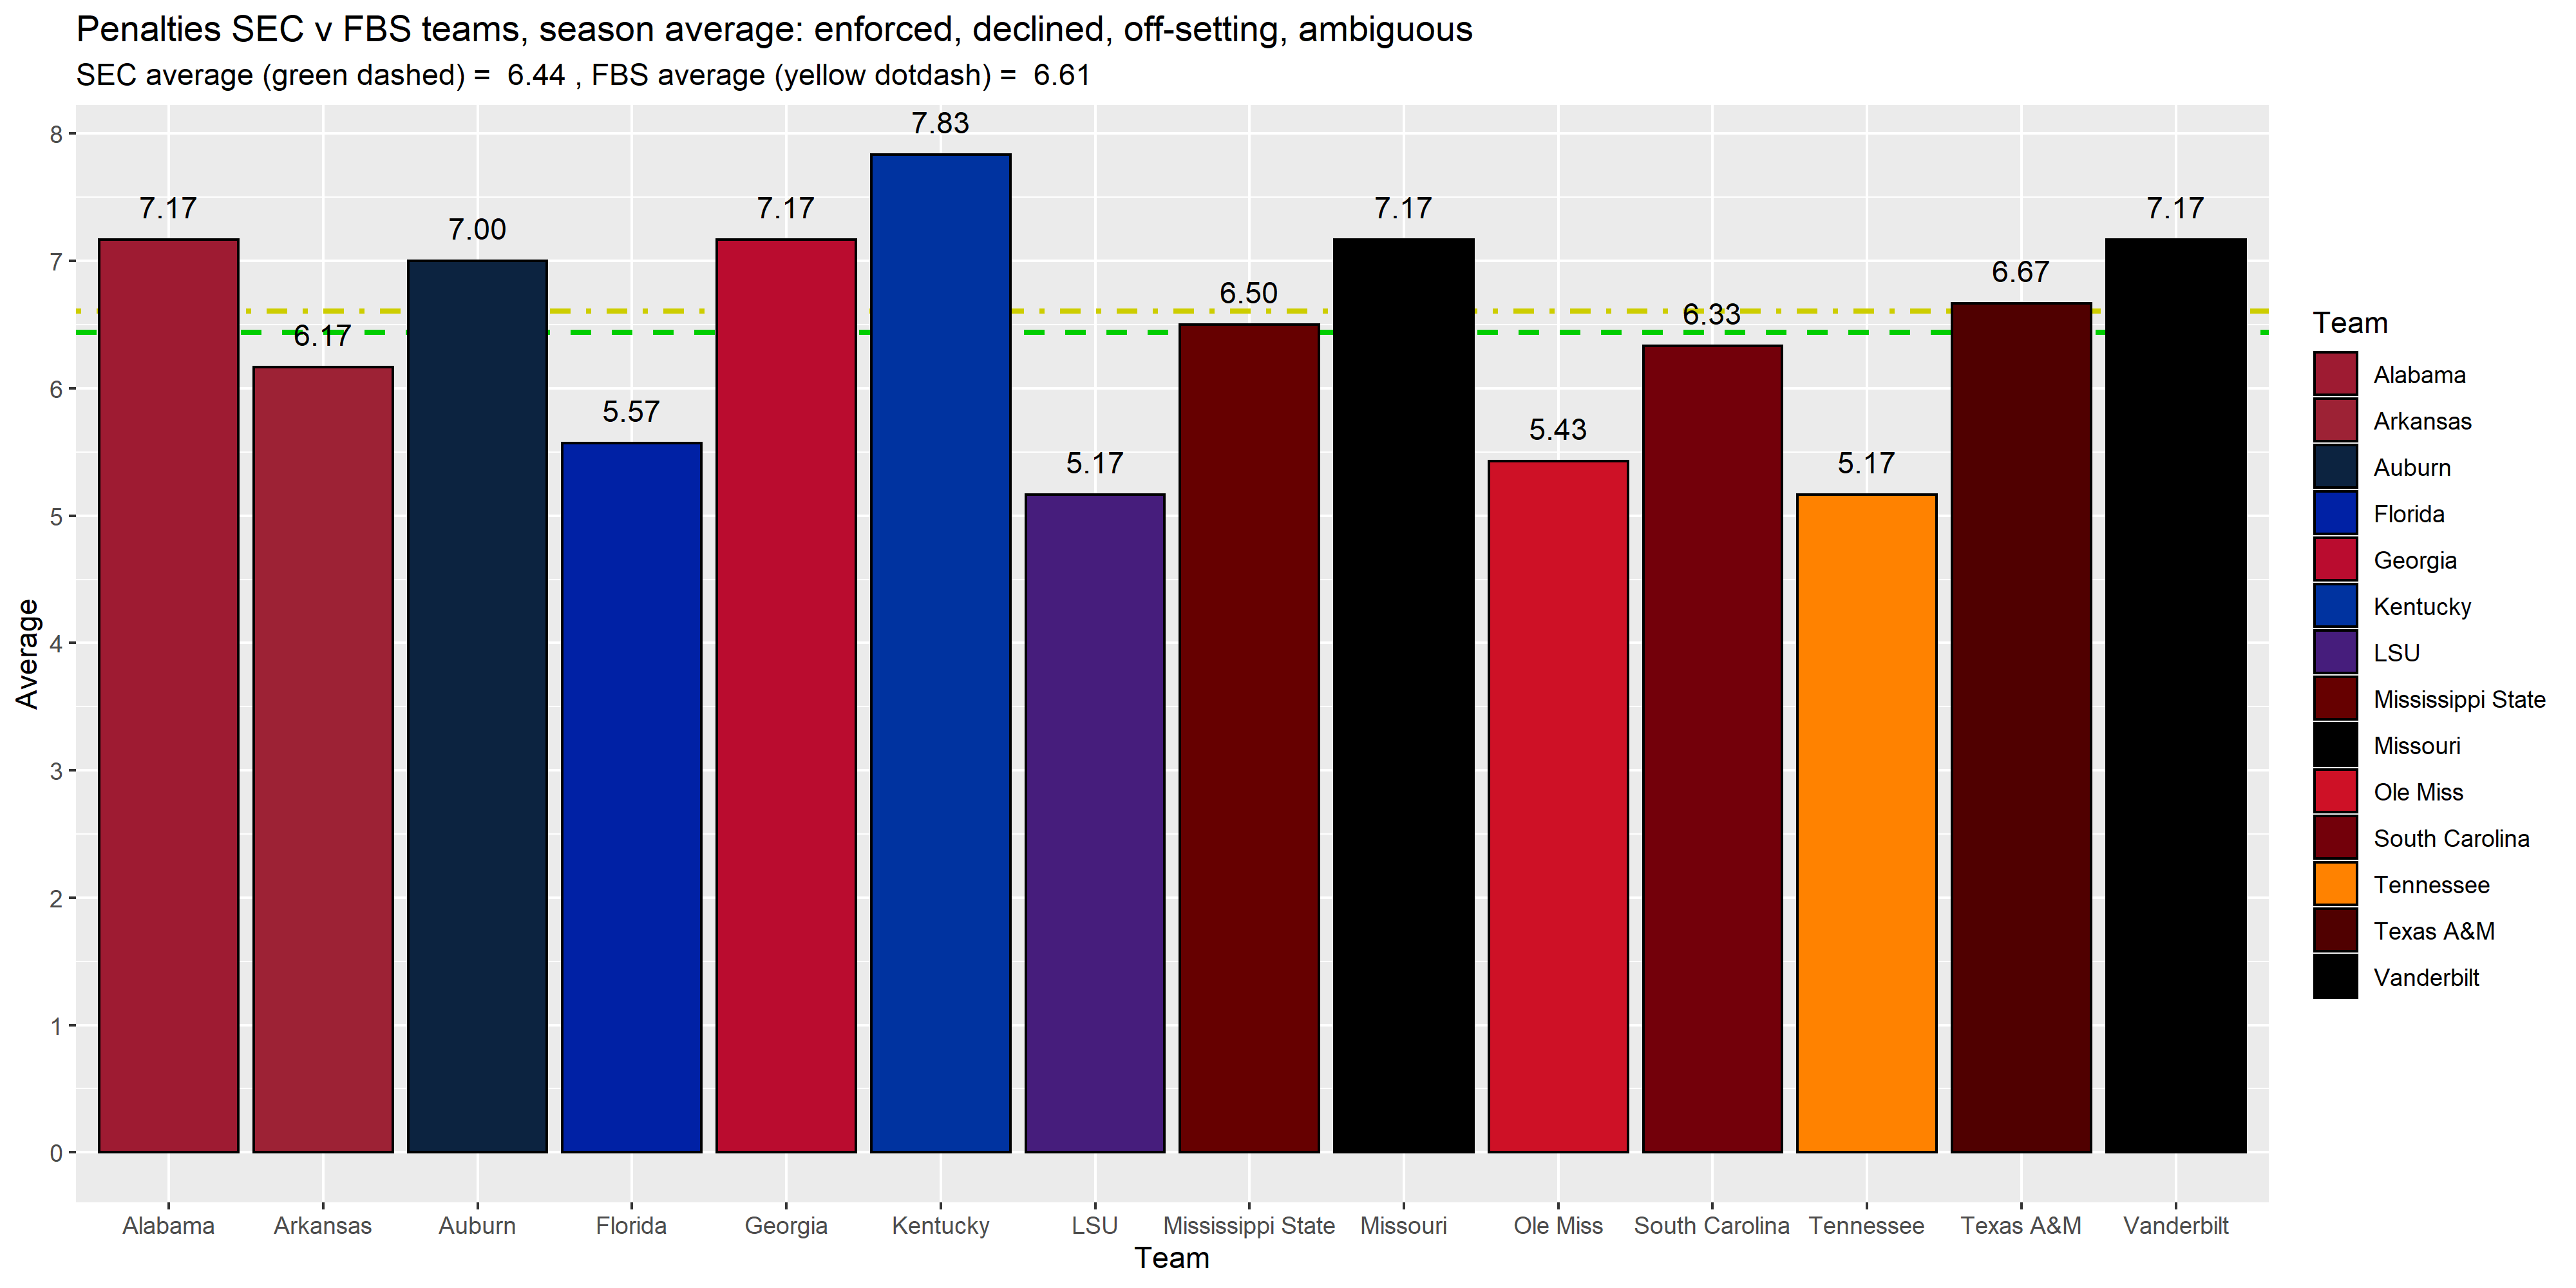 Penalties SEC v FBS teams, season average: enforced, declined, off-setting, ambiguous
SEC average (green dashed) =  6.44 , FBS average (yellow dotdash) =  6.61
8
7
6
5
4
3
2
1
0
Average
7.17
6.17
7.00
5.57
7.17
7.83
5.17
6.50
7.17
5.43
6.33
5.17
6.67
7.17
Alabama
Arkansas
Auburn
Florida
Georgia
Kentucky
LSU
Mississippi State
Missouri
Ole Miss
South Carolina
Tennessee
Texas A&M
Vanderbilt
Team
Team
Alabama
Arkansas
Auburn
Florida
Georgia
Kentucky
LSU
Mississippi State
Missouri
Ole Miss
South Carolina
Tennessee
Texas A&M
Vanderbilt